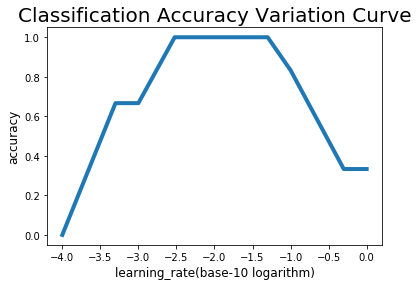 Classification Accuracy Variation Curve
1.0
0.8
0.6
0.4
0.2
0.0
accuracy
−4.0 −3.5 −3.0 −2.5 −2.0 −1.5 −1.0 −0.5 0.0
learning_rate(base-10 logarithm)